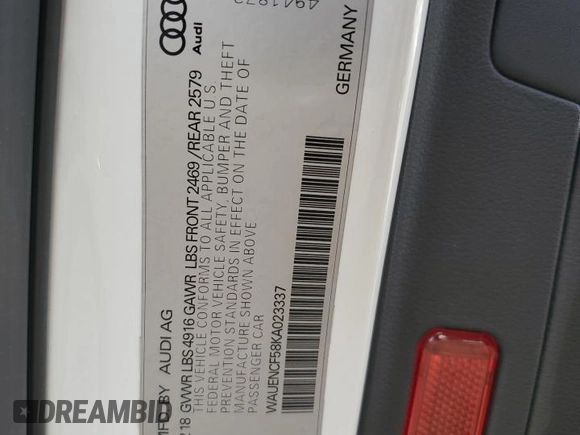 Audi
MFD BY AUDI AG
218 GVWR LBS 4916 GAWR LBS FRONT 2469 /REAR 2579
THIS VEHICLE CONFORMS TO ALL APPLICABLE U.S.
FEDERAL MOTOR VEHICLE SAFETY, BUMPER AND THEFT
PREVENTION STANDARDS IN EFFECT ON THE DATE OF
MANUFACTURE SHOWN ABOVE
PASSENGER CAR
WAUENCF58KA023337
GERMANY
DREAMBID